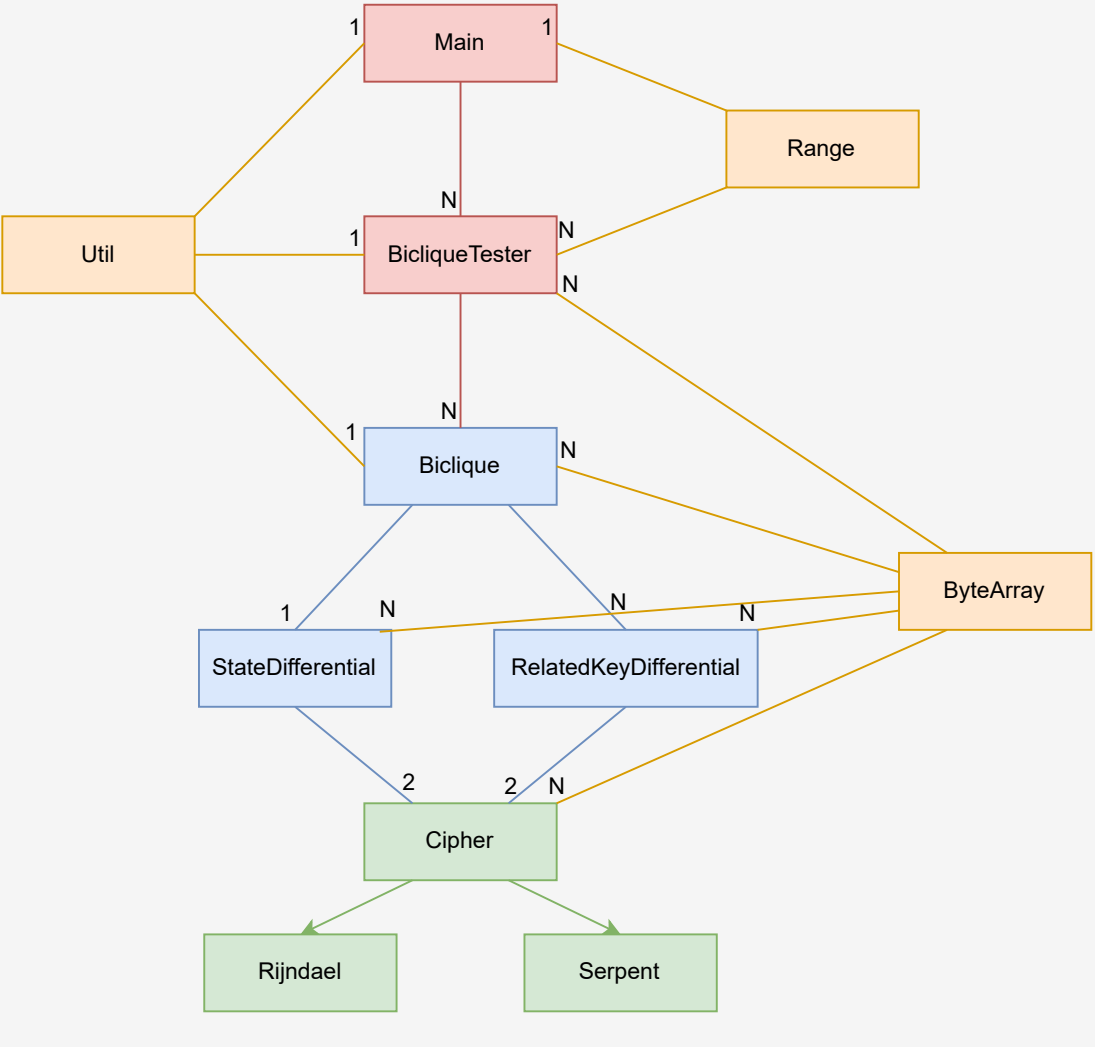 1
Main
1
Range
N
Util
1
BicliqueTester
N
N
N
1
Biclique
N
ByteArray
1
N
N
N
StateDifferential
RelatedKeyDifferential
2
2
N
Cipher
Rijndael
Serpent